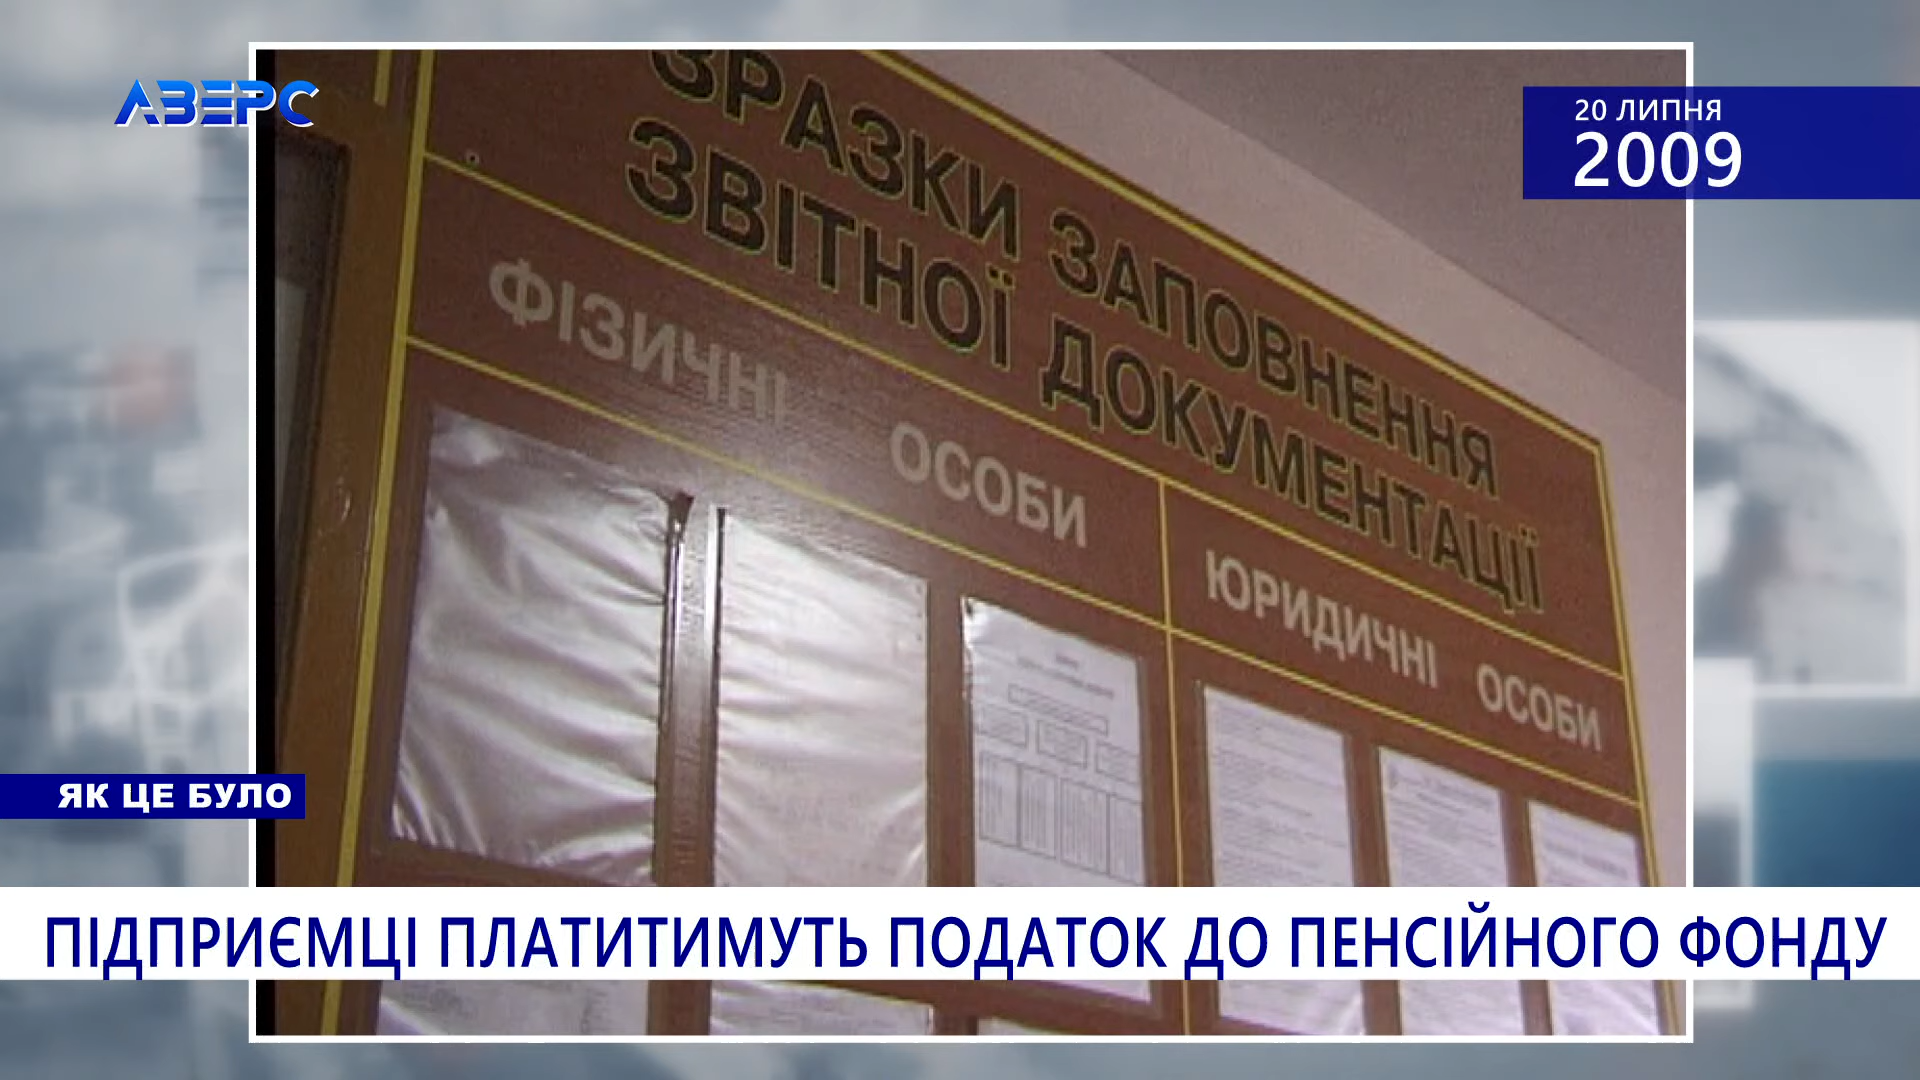 АВЕРС
20 ЛИПНЯ
2009
ЗРАЗКИ ЗАПОВНЕННЯ
ЗВІТНОЇ ДОКУМЕНТАЦІЇ
ФІЗИЧНІ ОСОБИ
ЮРИДИЧНІ ОСОБИ
ЯК ЦЕ БУЛО
ПІДПРИЄМЦІ ПЛАТИТИМУТЬ ПОДАТОК ДО ПЕНСІЙНОГО ФОНДУ